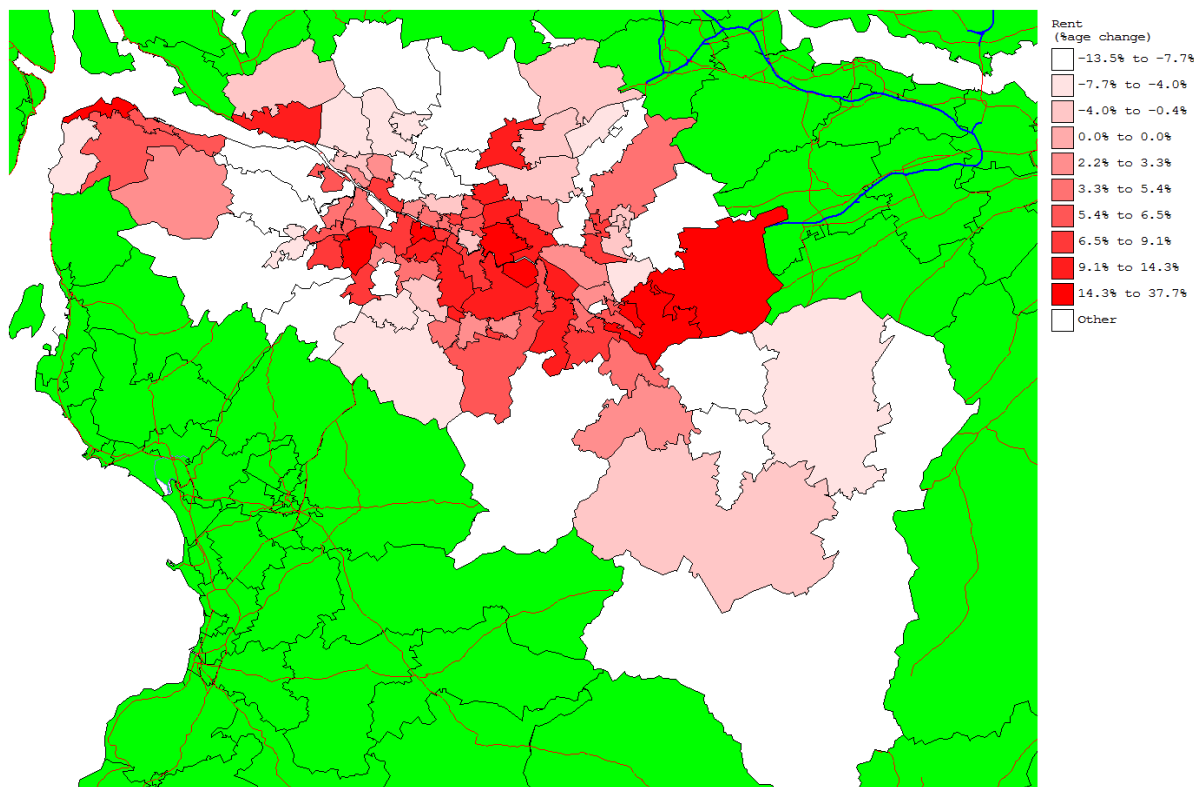 Rent
(%age change)
-13.5% to -7.7%
-7.7% to -4.0%
-4.0% to -0.4%
0.0% to 0.0%
2.2% to 3.3%
3.3% to 5.4%
5.4% to 6.5%
6.5% to 9.1%
9.1% to 14.3%
14.3% to 37.7%
Other